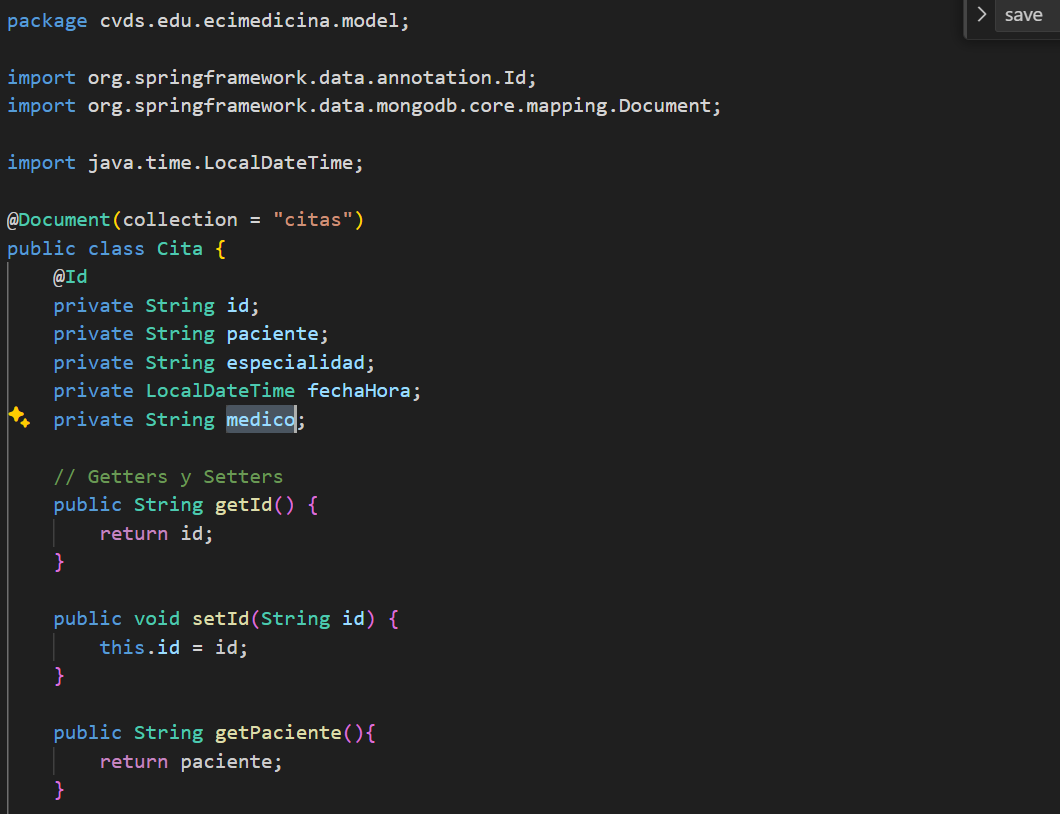 package cvds.edu.ecimedicina.model;
save
import org.springframework.data.annotation.Id;
import org.springframework.data.mongodb.core.mapping.Document;
import java.time.LocalDateTime;
@Document(collection = "citas")
public class Cita {
@Id
private String id;
private String paciente;
private String especialidad;
private LocalDateTime fechaHora;
private String medico;
// Getters y Setters
public String getId() {
return id;
}
public void setId(String id) {
this.id = id;
}
public String getPaciente(){
return paciente;
}